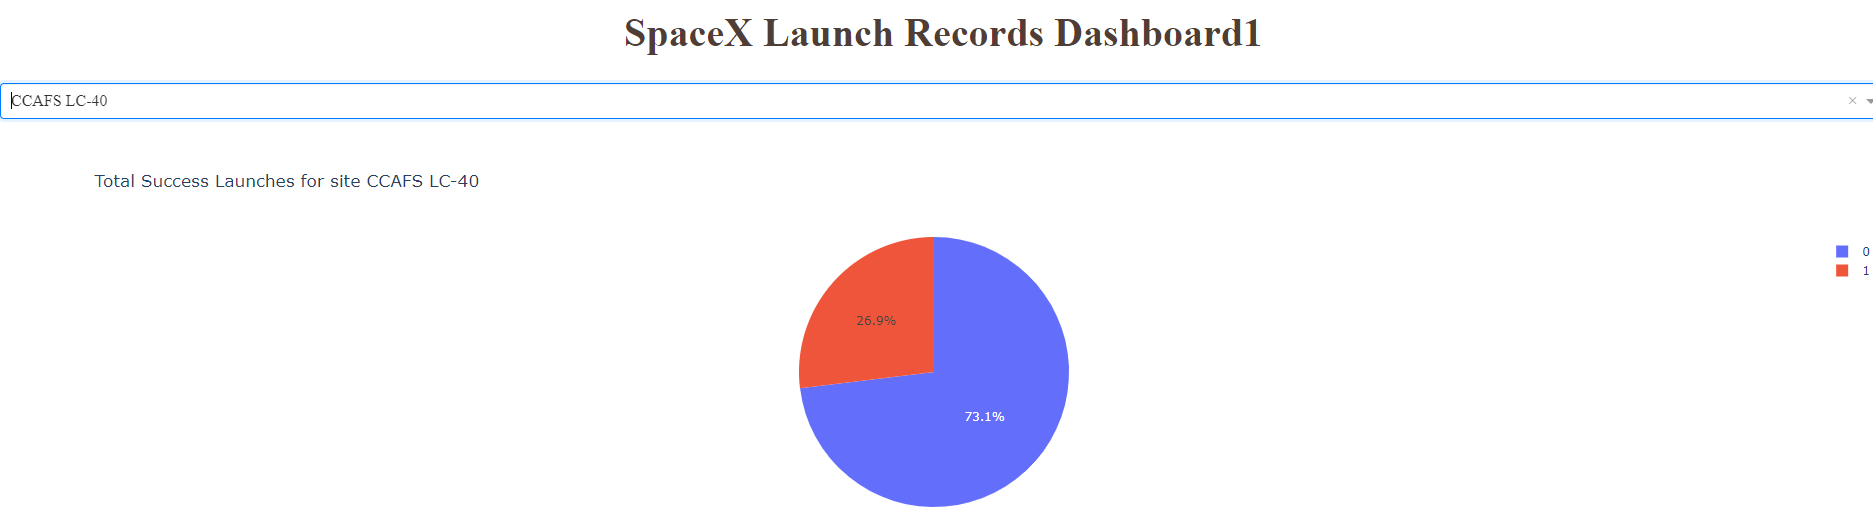 SpaceX Launch Records Dashboard1
CCAFS LC-40
Total Success Launches for site CCAFS LC-40
0
1
26.9%
73.1%